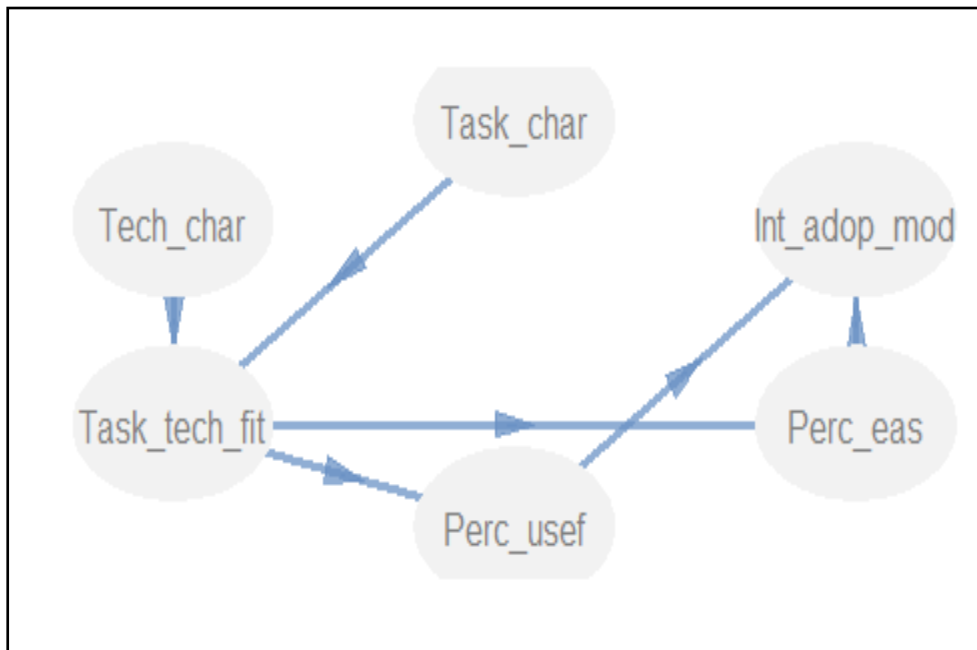 Task_char
Tech_char
Int_adop_mod
Task_tech_fit
Perc_eas
Perc_usef